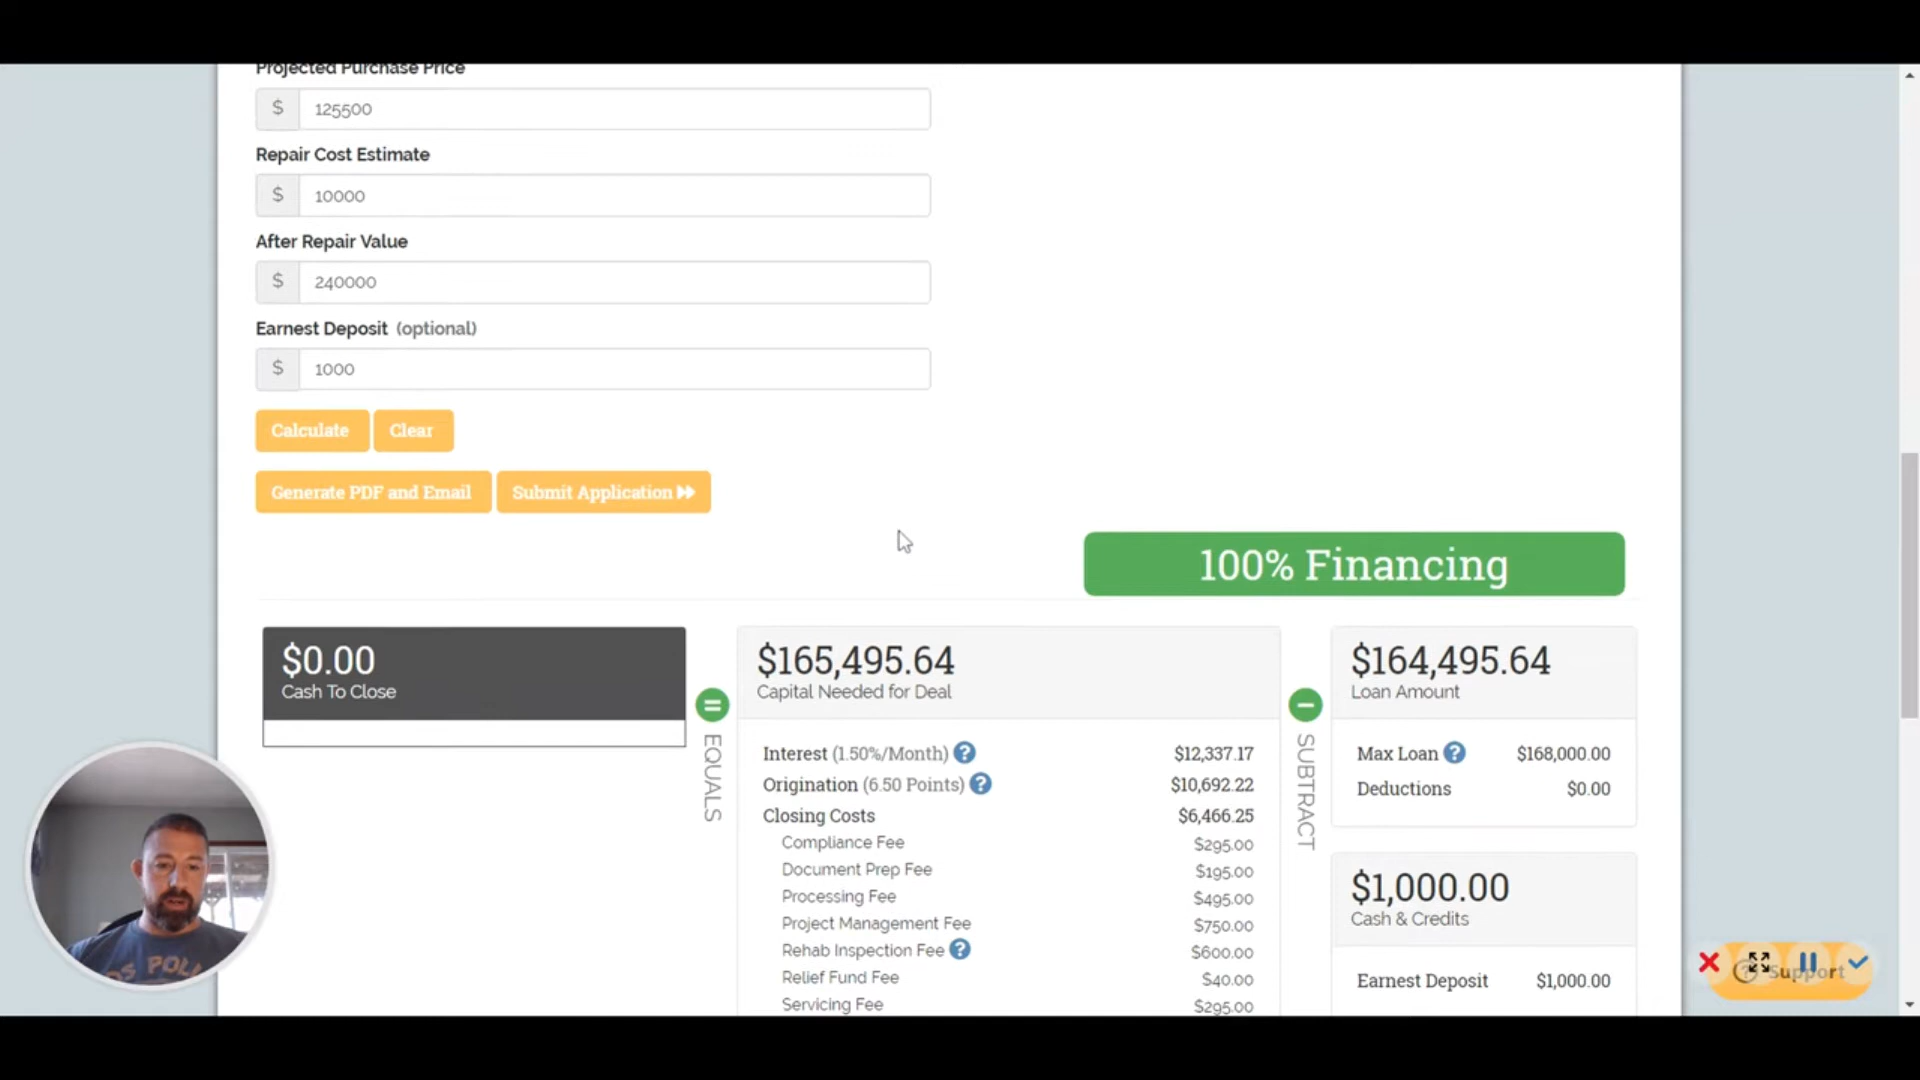 Projected Purchase Price
$ 125500
Repair Cost Estimate
$ 10000
After Repair Value
$ 240000
Earnest Deposit (optional)
$ 1000
Calculate Clear
Generate PDF and Email Submit Application
100% Financing
$0.00
Cash To Close
EQUALS
$165,495.64
Capital Needed for Deal
Interest (1.50%/Month) ? $12,337.17
Origination (6.50 Points) ? $10,692.22
Closing Costs $6,466.25
Compliance Fee $295.00
Document Prep Fee $195.00
Processing Fee $495.00
Project Management Fee $750.00
Rehab Inspection Fee ? $600.00
Relief Fund Fee $40.00
Servicing Fee $295.00
SUBTRACT
$164,495.64
Loan Amount
Max Loan ? $168,000.00
Deductions $0.00
$1,000.00
Cash & Credits
Earnest Deposit $1,000.00
Support